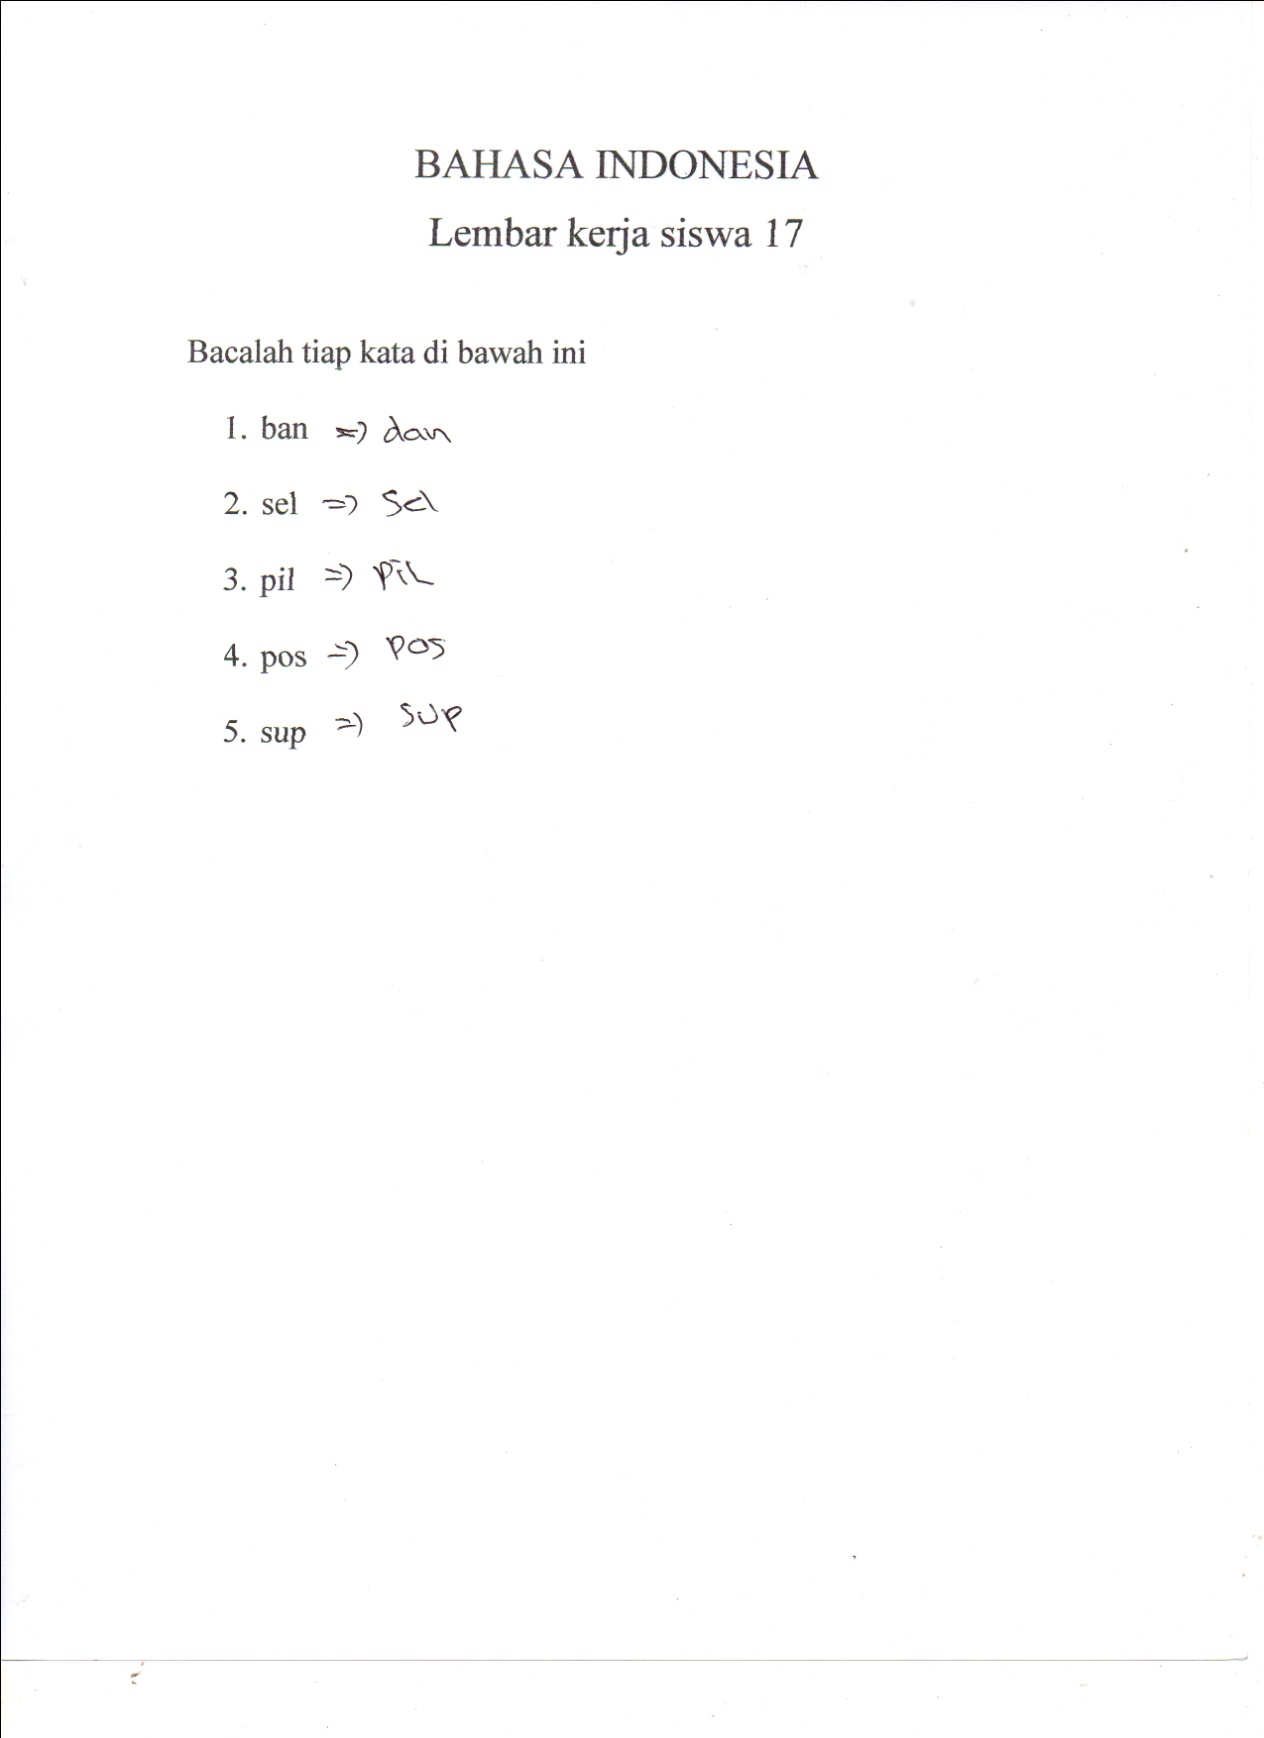 BAHASA INDONESIA
Lembar kerja siswa 17
Bacalah tiap kata di bawah ini
1. ban => dan
2. sel => Sel
3. pil => PiL
4. pos => pos
5. sup => sup